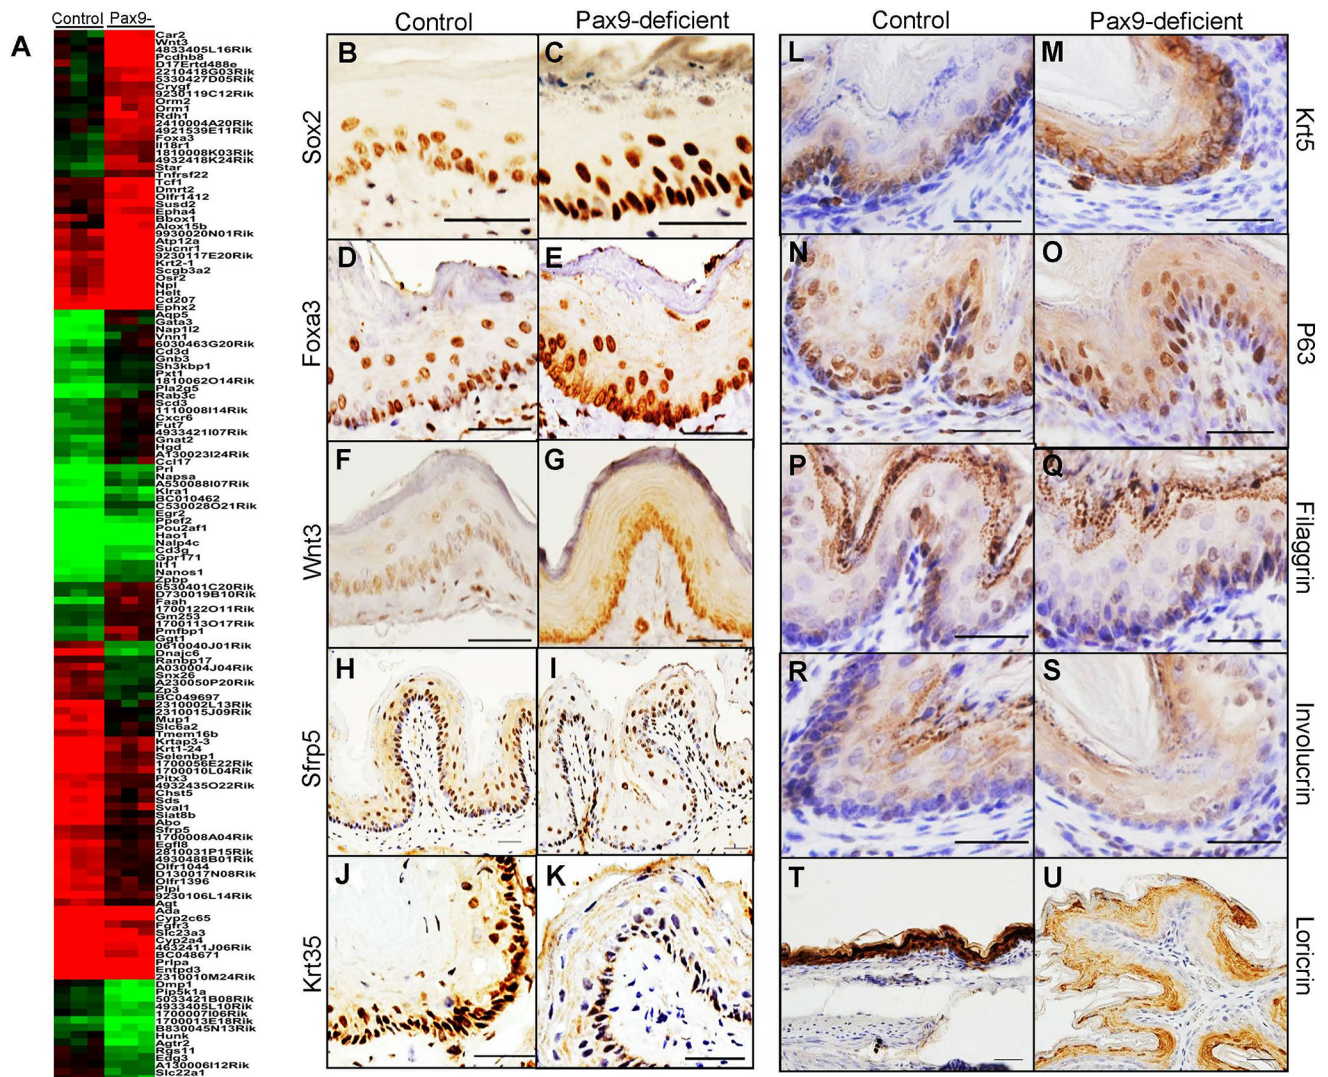 A
Control Pax9-
Car2
Wnt3
4833405L16Rik
Pcdhb8
D17Ertd488e
2210418G03Rik
5330427D05Rik
Crygf
9230119C12Rik
Orm2
Orm1
Rdh1
2410004A20Rik
4921539E11Rik
Foxa3
Il18r1
1810008K03Rik
4932418K24Rik
Star
Tnfrsf22
Tcf1
Dmrt2
Olfr1412
Susd2
Epha4
Bbox1
Alox15b
9930020N01Rik
Atp12a
Sucnr1
9230117E20Rik
Krt2-1
Scgb3a2
Osr2
Npl
Helt
Cd207
Ephx2
Aqp5
Gata3
Nap1l2
Vnn1
6030463G20Rik
Cd3d
Gnb3
Sh3kbp1
Pxt1
1810062O14Rik
Pla2g5
Rab3c
Scd3
1110008I14Rik
Cxcr6
Fut7
4933421I07Rik
Gnat2
Hgd
A130023I24Rik
Ccl17
Prl
Napsa
A530088I07Rik
Klra1
BC010462
C530028O21Rik
Egr2
Ppef2
Pou2af1
Hao1
Nalp4c
Cd3g
Gpr171
Il11
Nanos1
Zpbp
6530401C20Rik
D730019B10Rik
Faah
1700122O11Rik
Gm253
1700113O17Rik
Pmfbp1
Ggt1
0610040J01Rik
Dnajc6
Ranbp17
A030004J04Rik
Snx26
A230050P20Rik
Zp3
BC049697
2310002L13Rik
2310015J09Rik
Mup1
Slc6a2
Tmem16b
Krtap3-3
Krt1-24
Selenbp1
1700056E22Rik
1700010L04Rik
Pitx3
4932435O22Rik
Chst5
Sds
Sval1
Siat8b
Abo
Sfrp5
1700008A04Rik
Egfl8
2810031P15Rik
4930488B01Rik
Olfr1044
D130017N08Rik
Olfr1396
Plpi
9230106L14Rik
Agt
Ada
Cyp2c65
Fgfr3
Slc23a3
Cyp2a4
4632411J06Rik
BC048671
Prlpa
Entpd3
2310010M24Rik
Dmp1
Pip5k1a
5033421B08Rik
4933405L10Rik
1700007I06Rik
1700013E18Rik
B830045N13Rik
Hunk
Agtr2
Rgs11
Edg3
A130006I12Rik
Slc22a1
Control Pax9-deficient
B C
Sox2
D E
Foxa3
F G
Wnt3
H I
Sfrp5
J K
Krt35
Control Pax9-deficient
L M
Krt5
N O
P63
P Q
Filaggrin
R S
Involucrin
T U
Loricrin